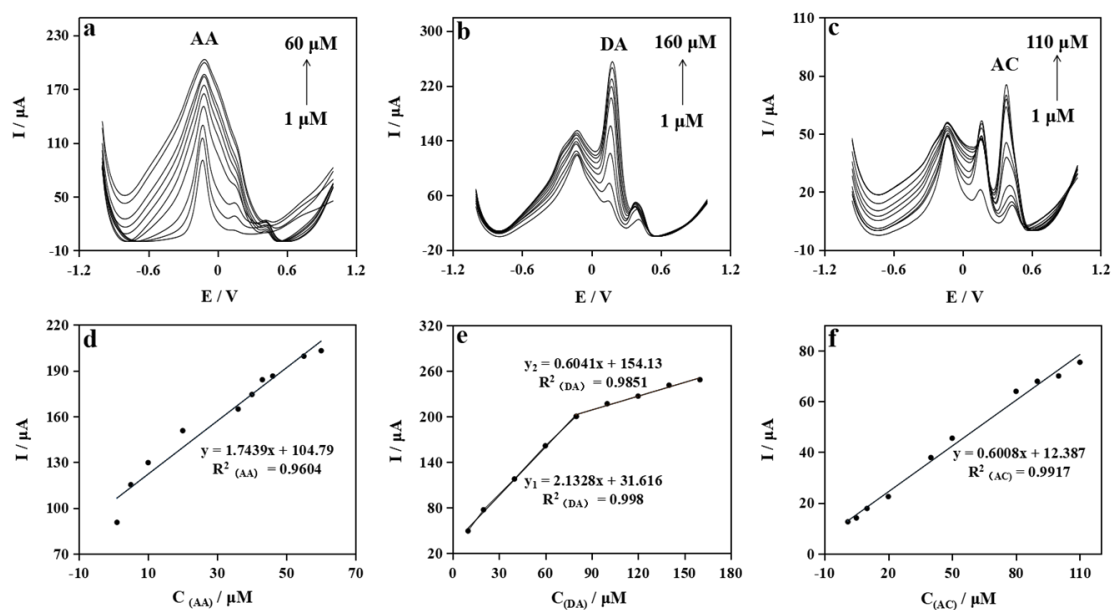 a
AA
60 μM
1 μM
I / μA
230
170
110
50
-10
-1.2
-0.6
0
0.6
1.2
E / V
b
DA
160 μM
1 μM
I / μA
300
220
140
60
-20
-1.2
-0.6
0
0.6
1.2
E / V
c
AC
110 μM
1 μM
I / μA
110
80
50
20
-10
-1.2
-0.6
0
0.6
1.2
E / V
d
I / μA
220
190
160
130
100
70
y = 1.7439x + 104.79
R² (AA) = 0.9604
-10
10
30
50
70
C (AA) / μM
e
I / μA
320
260
200
140
80
20
y₂ = 0.6041x + 154.13
R² (DA) = 0.9851
y₁ = 2.1328x + 31.616
R² (DA) = 0.998
0
30
60
90
120
150
180
C(DA) / μM
f
I / μA
80
60
40
20
0
y = 0.6008x + 12.387
R² (AC) = 0.9917
-10
20
50
80
110
C(AC) / μM